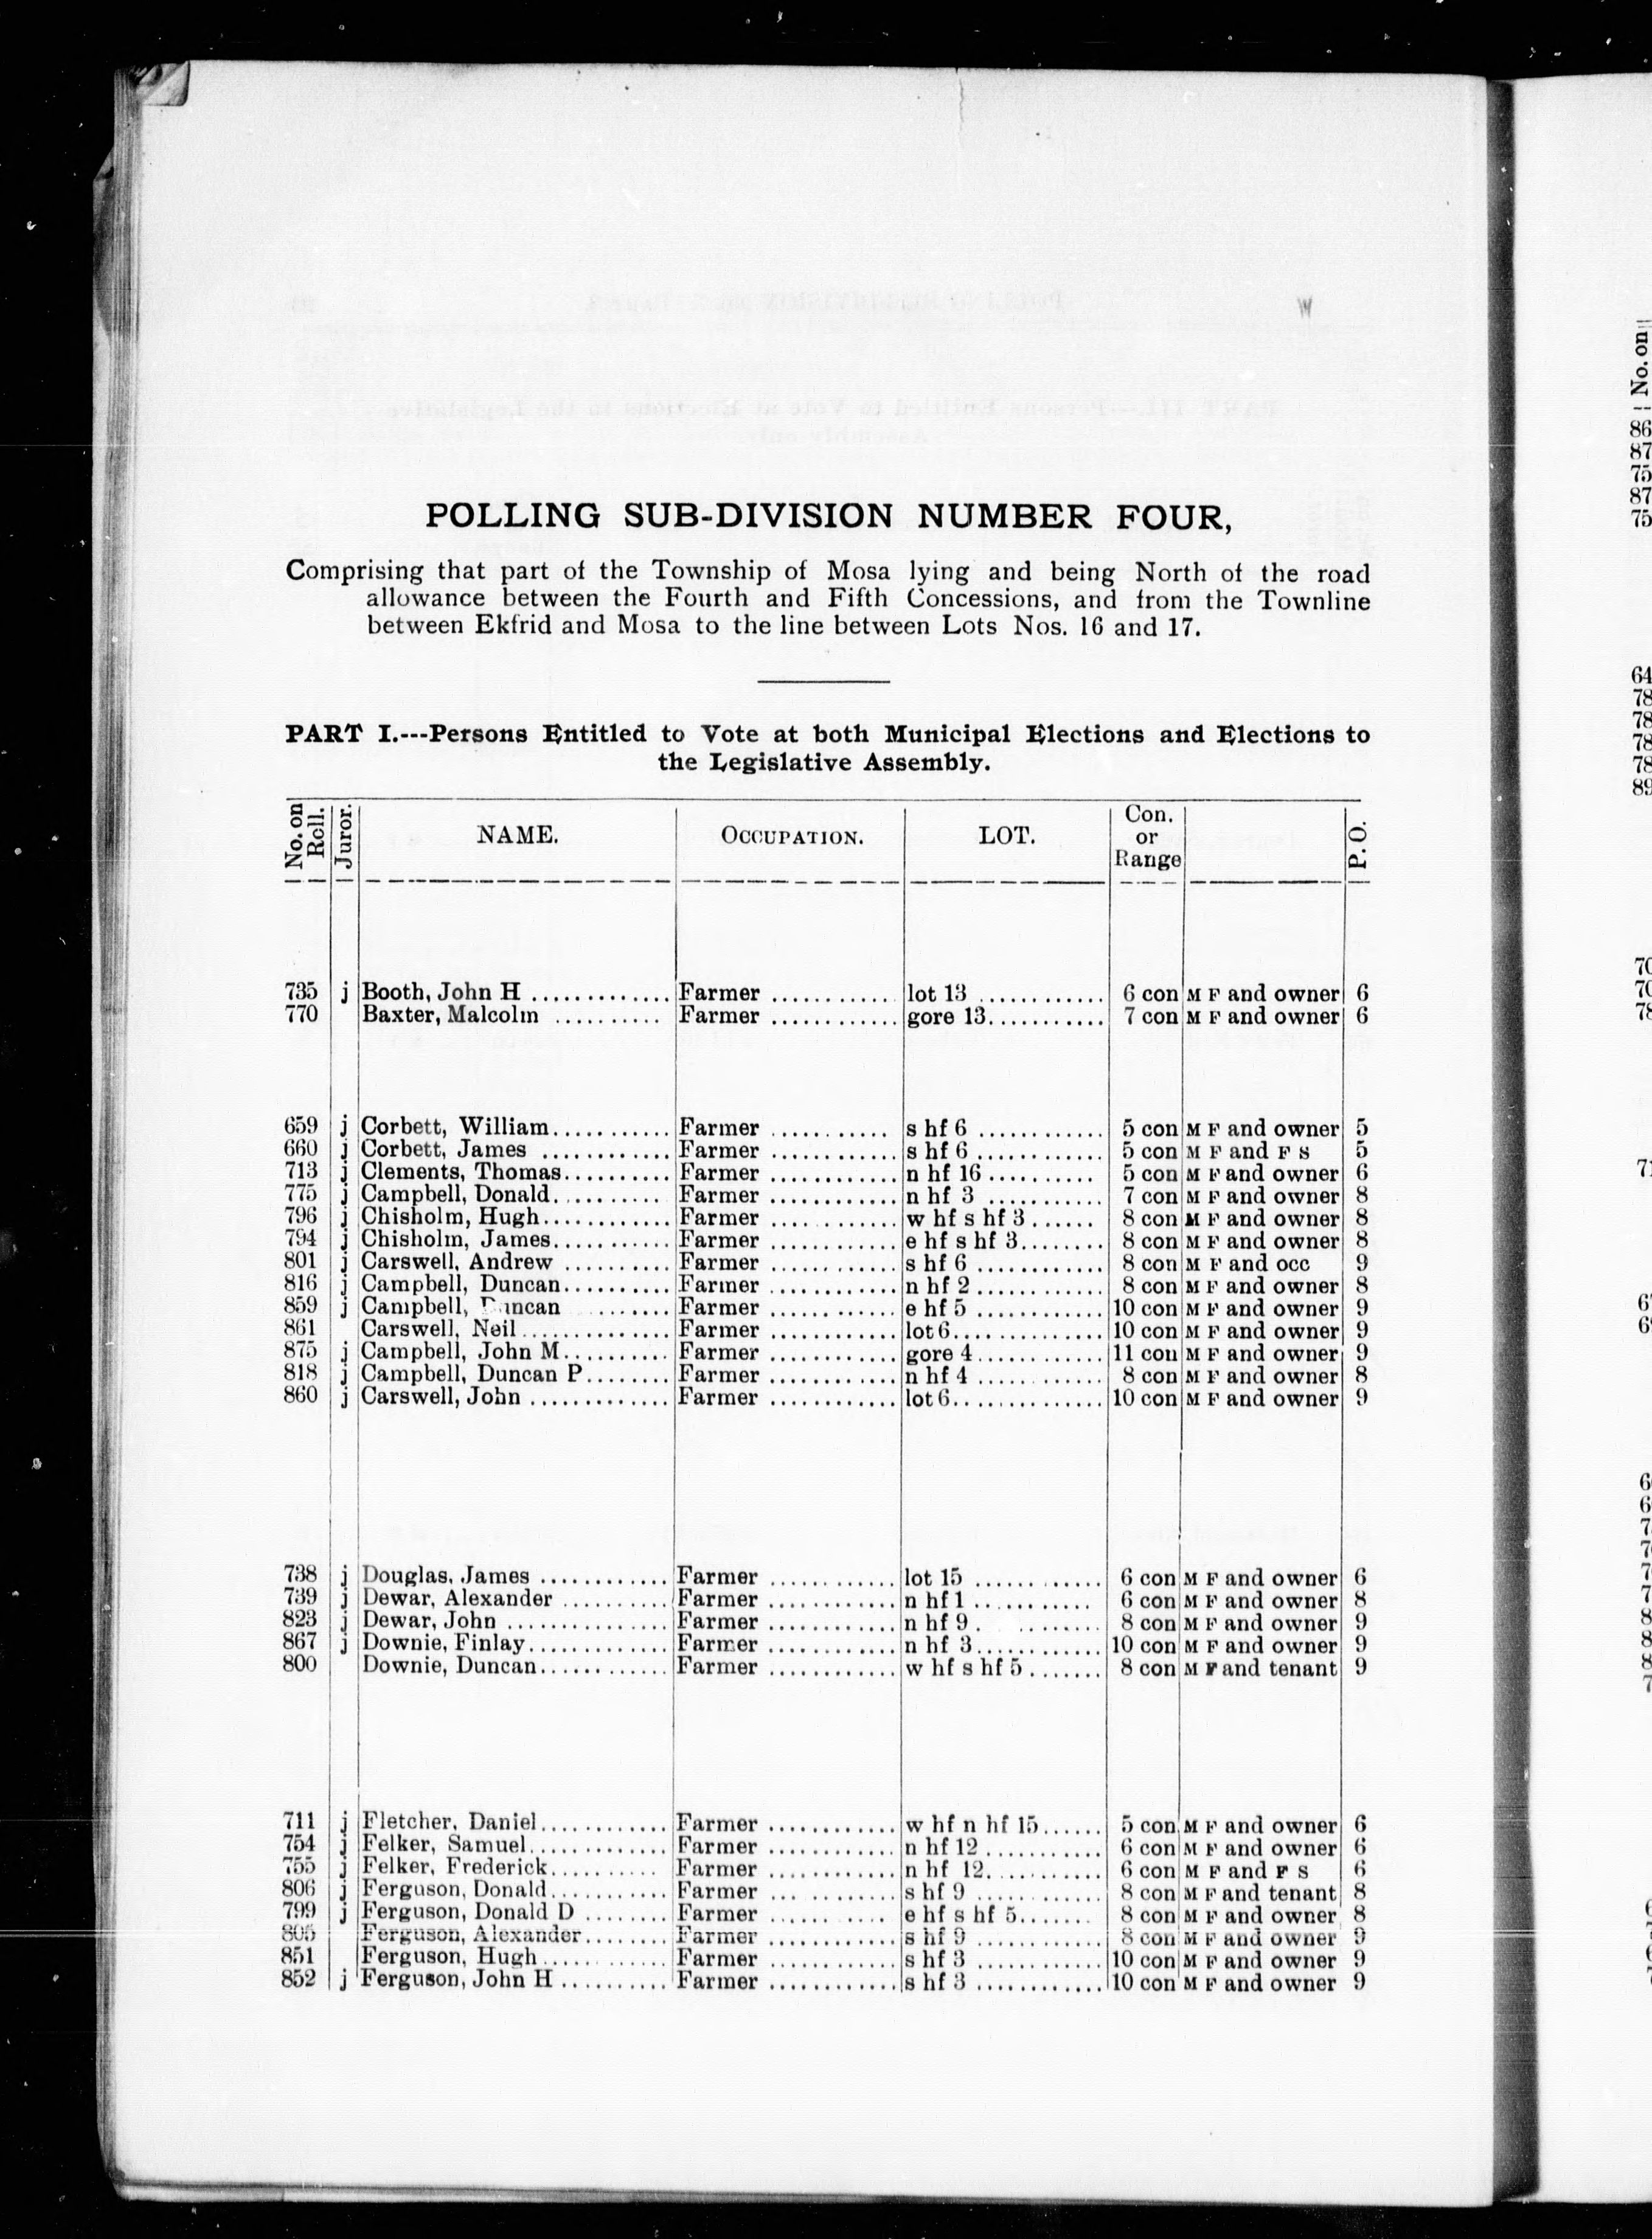 POLLING SUB-DIVISION NUMBER FOUR,
Comprising that part of the Township of Mosa lying and being North of the road
allowance between the Fourth and Fifth Concessions, and from the Townline
between Ekfrid and Mosa to the line between Lots Nos. 16 and 17.
PART I.---Persons Entitled to Vote at both Municipal Elections and Elections to
the Legislative Assembly.
No. on Roll. Juror. NAME. OCCUPATION. LOT. Con. or Range P. O.
735 j Booth, John H ............. Farmer ............ lot 13 ............ 6 con M F and owner 6
770 Baxter, Malcolm .......... Farmer ............ gore 13........... 7 con M F and owner 6
659 j Corbett, William........... Farmer ........... s hf 6 ............ 5 con M F and owner 5
660 j Corbett, James ............ Farmer ............ s hf 6 ............ 5 con M F and F S 5
713 j Clements, Thomas.......... Farmer ............ n hf 16 .......... 5 con M F and owner 6
775 j Campbell, Donald........... Farmer ............ n hf 3 ........... 7 con M F and owner 8
796 j Chisholm, Hugh............ Farmer ............ w hf s hf 3...... 8 con M F and owner 8
794 j Chisholm, James........... Farmer ............ e hf s hf 3........ 8 con M F and owner 8
801 j Carswell, Andrew .......... Farmer ............ s hf 6 ............ 8 con M F and occ 9
816 j Campbell, Duncan.......... Farmer ............ n hf 2 ............ 8 con M F and owner 8
859 j Campbell, Duncan ........ Farmer ............ e hf 5 ............ 10 con M F and owner 9
861 Carswell, Neil.............. Farmer ............ lot 6.............. 10 con M F and owner 9
875 j Campbell, John M.......... Farmer ............ gore 4............ 11 con M F and owner 9
818 j Campbell, Duncan P........ Farmer ............ n hf 4 ............ 8 con M F and owner 8
860 j Carswell, John ............. Farmer ............ lot 6.............. 10 con M F and owner 9
738 j Douglas, James ............ Farmer ............ lot 15 ............ 6 con M F and owner 6
739 j Dewar, Alexander .......... Farmer ............ n hf 1 ........... 6 con M F and owner 8
823 j Dewar, John ............... Farmer ............ n hf 9. ........ 8 con M F and owner 9
867 j Downie, Finlay............. Farmer ............ n hf 3............ 10 con M F and owner 9
800 Downie, Duncan............ Farmer ............ w hf s hf 5 ....... 8 con M F and tenant 9
711 j Fletcher, Daniel............ Farmer ............ w hf n hf 15...... 5 con M F and owner 6
754 j Felker, Samuel............. Farmer ............ n hf 12 ........... 6 con M F and owner 6
755 j Felker, Frederick.......... Farmer ............ n hf 12........... 6 con M F and F S 6
806 j Ferguson, Donald........... Farmer ............ s hf 9 ............ 8 con M F and tenant 8
799 j Ferguson, Donald D ........ Farmer ........... e hf s hf 5....... 8 con M F and owner 8
805 Ferguson, Alexander........ Farmer ............ s hf 9 ............ 8 con M F and owner 9
851 Ferguson, Hugh............ Farmer ............ s hf 3 ............ 10 con M F and owner 9
852 j Ferguson, John H .......... Farmer ............ s hf 3 ............ 10 con M F and owner 9